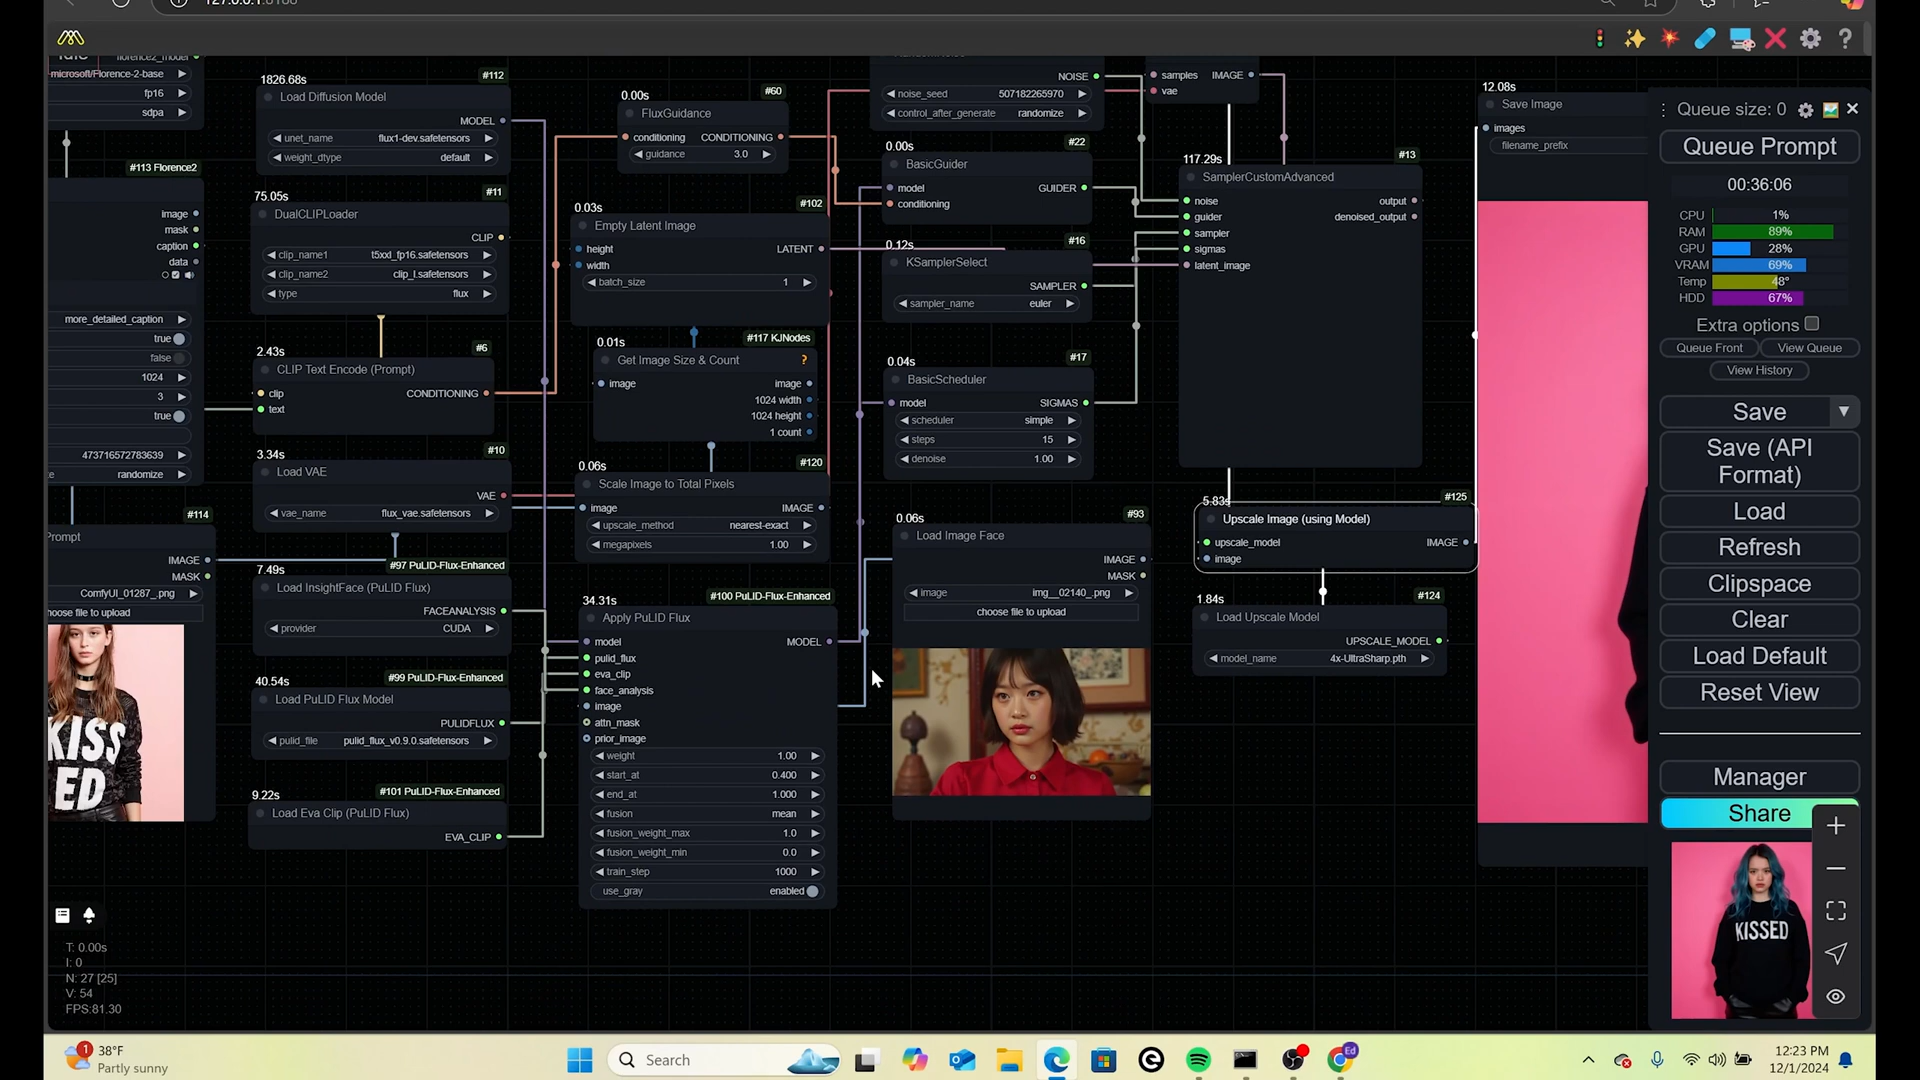 127.0.0.1:8188
Idle
florence2_model
microsoft/Florence-2-base
fp16
sdpa
#113 Florence2
image
mask
caption
data
more_detailed_caption
true
false
1024
3
true
473716572783639
randomize
#114
Prompt
IMAGE
MASK
ComfyUI_01287_.png
hoose file to upload
KISS
ED
1826.68s
#112
Load Diffusion Model
MODEL
unet_name flux1-dev.safetensors
weight_dtype default
75.05s
#11
DualCLIPLoader
CLIP
clip_name1 t5xxl_fp16.safetensors
clip_name2 clip_l.safetensors
type flux
2.43s
#6
CLIP Text Encode (Prompt)
clip CONDITIONING
text
3.34s
#10
Load VAE
VAE
vae_name flux_vae.safetensors
7.49s
#97 PuLID-Flux-Enhanced
Load InsightFace (PuLID Flux)
FACEANALYSIS
provider CUDA
40.54s
#99 PuLID-Flux-Enhanced
Load PuLID Flux Model
PULIDFLUX
pulid_file pulid_flux_v0.9.0.safetensors
9.22s
#101 PuLID-Flux-Enhanced
Load Eva Clip (PuLID Flux)
EVA_CLIP
0.00s
#60
FluxGuidance
conditioning CONDITIONING
guidance 3.0
0.03s
#102
Empty Latent Image
height LATENT
width
batch_size 1
0.01s
#117 KJNodes
Get Image Size & Count ?
image image
1024 width
1024 height
1 count
0.06s
#120
Scale Image to Total Pixels
image IMAGE
upscale_method nearest-exact
megapixels 1.00
34.31s
#100 PuLID-Flux-Enhanced
Apply PuLID Flux
model MODEL
pulid_flux
eva_clip
face_analysis
image
attn_mask
prior_image
weight 1.00
start_at 0.400
end_at 1.000
fusion mean
fusion_weight_max 1.0
fusion_weight_min 0.0
train_step 1000
use_gray enabled
NOISE
noise_seed 507182265970
control_after_generate randomize
0.00s
#22
BasicGuider
model GUIDER
conditioning
0.12s
#16
KSamplerSelect
SAMPLER
sampler_name euler
0.04s
#17
BasicScheduler
model SIGMAS
scheduler simple
steps 15
denoise 1.00
0.06s
#93
Load Image Face
IMAGE
MASK
image img__02140_.png
choose file to upload
samples IMAGE
vae
117.29s
#13
SamplerCustomAdvanced
noise output
guider denoised_output
sampler
sigmas
latent_image
5.83s
#125
Upscale Image (using Model)
upscale_model IMAGE
image
1.84s
#124
Load Upscale Model
UPSCALE_MODEL
model_name 4x-UltraSharp.pth
12.08s
Save Image
images
filename_prefix
Queue size: 0
Queue Prompt
00:36:06
CPU 1%
RAM 89%
GPU 28%
VRAM 69%
Temp 48°
HDD 67%
Extra options
Queue Front View Queue
View History
Save
Save (API
Format)
Load
Refresh
Clipspace
Clear
Load Default
Reset View
Manager
Share
KISSED
T: 0.00s
I: 0
N: 27 [25]
V: 54
FPS:81.30
1
38°F
Partly sunny
Search
Ed
12:23 PM
12/1/2024